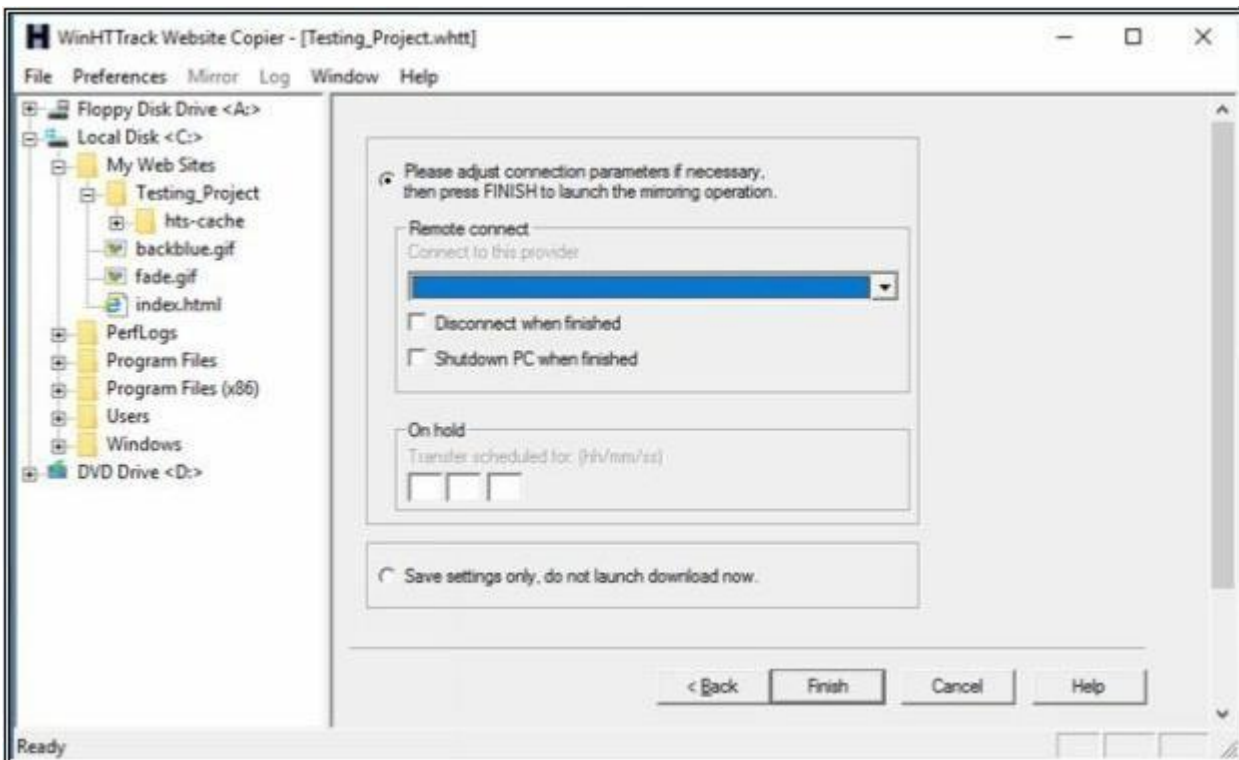 WinHTTrack Website Copier - [Testing_Project.whtt]
File Preferences Mirror Log Window Help
Floppy Disk Drive <A:>
Local Disk <C:>
My Web Sites
Testing_Project
hts-cache
backblue.gif
fade.gif
index.html
PerfLogs
Program Files
Program Files (x86)
Users
Windows
DVD Drive <D:>
Please adjust connection parameters if necessary,
then press FINISH to launch the mirroring operation.
Remote connect
Connect to this provider
Disconnect when finished
Shutdown PC when finished
On hold
Transfer scheduled for: (hh/mm/ss)
Save settings only, do not launch download now.
< Back Finish Cancel Help
Ready